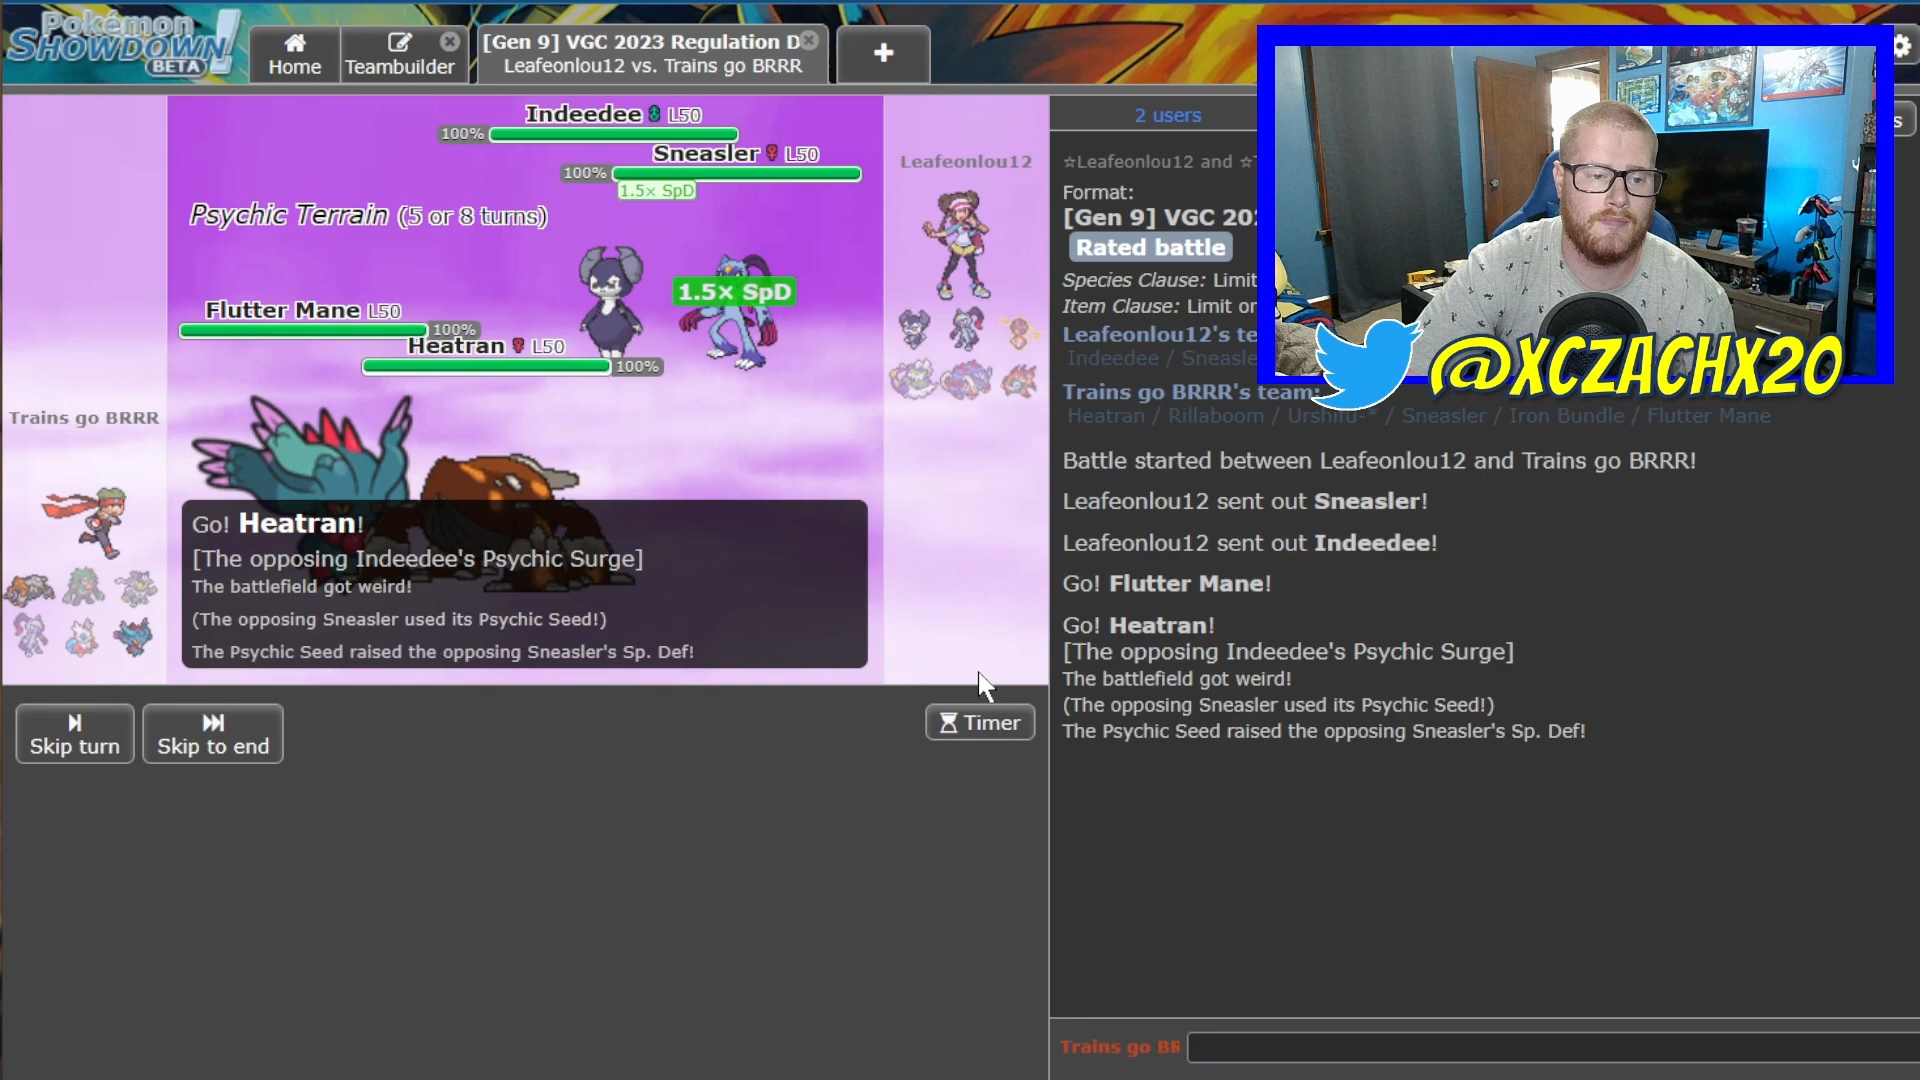 Pokémon
SHOWDOWN!
BETA
Home
Teambuilder
[Gen 9] VGC 2023 Regulation D
Leafeonlou12 vs. Trains go BRRR
+
Indeedee L50
100%
Sneasler L50
100%
1.5× SpD
Psychic Terrain (5 or 8 turns)
1.5× SpD
Flutter Mane L50
100%
Heatran L50
100%
Leafeonlou12
Trains go BRRR
Go! Heatran!
[The opposing Indeedee's Psychic Surge]
The battlefield got weird!
(The opposing Sneasler used its Psychic Seed!)
The Psychic Seed raised the opposing Sneasler's Sp. Def!
Skip turn
Skip to end
Timer
2 users
☆Leafeonlou12 and ☆
Format:
[Gen 9] VGC 202
Rated battle
Species Clause: Limit
Item Clause: Limit or
Leafeonlou12's te
Indeedee / Sneasle
Trains go BRRR's team:
Heatran / Rillaboom / Urshifu-* / Sneasler / Iron Bundle / Flutter Mane
Battle started between Leafeonlou12 and Trains go BRRR!
Leafeonlou12 sent out Sneasler!
Leafeonlou12 sent out Indeedee!
Go! Flutter Mane!
Go! Heatran!
[The opposing Indeedee's Psychic Surge]
The battlefield got weird!
(The opposing Sneasler used its Psychic Seed!)
The Psychic Seed raised the opposing Sneasler's Sp. Def!
Trains go BR
@XCZACHX20